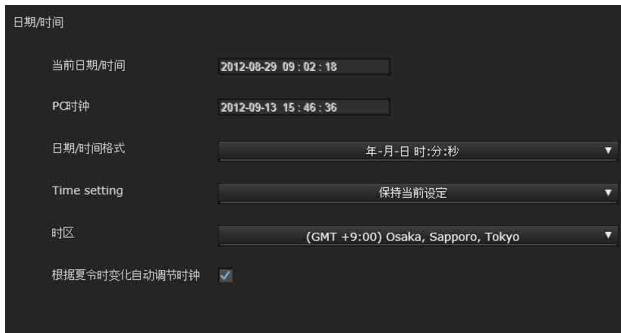 日期/时间
当前日期/时间 2012-08-29 09 : 02 : 18
PC时钟 2012-09-13 15 : 46 : 36
日期/时间格式 年-月-日 时:分:秒
Time setting 保持当前设定
时区 (GMT +9:00) Osaka, Sapporo, Tokyo
根据夏令时变化自动调节时钟